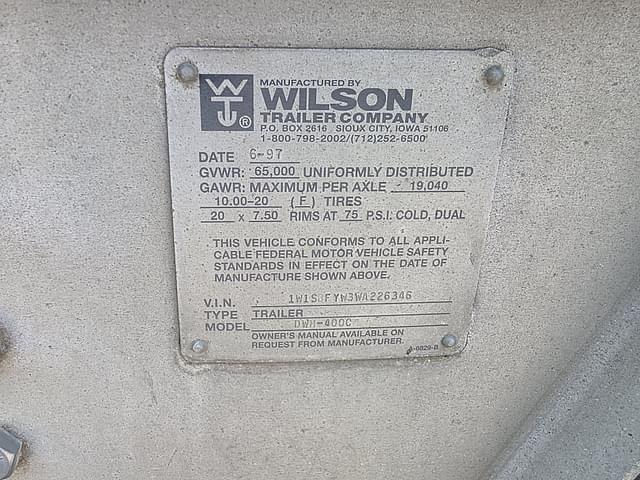 WTC®
MANUFACTURED BY
WILSON
TRAILER COMPANY
P.O. BOX 2616 SIOUX CITY, IOWA 51106
1-800-798-2002/(712)252-6500
DATE 6-97
GVWR: 65,000 UNIFORMLY DISTRIBUTED
GAWR: MAXIMUM PER AXLE 19,040
10.00-20 (F) TIRES
20 x 7.50 RIMS AT 75 P.S.I. COLD, DUAL
THIS VEHICLE CONFORMS TO ALL APPLI-
CABLE FEDERAL MOTOR VEHICLE SAFETY
STANDARDS IN EFFECT ON THE DATE OF
MANUFACTURE SHOWN ABOVE.
V.I.N.
TYPE TRAILER
MODEL
OWNER'S MANUAL AVAILABLE ON
REQUEST FROM MANUFACTURER.